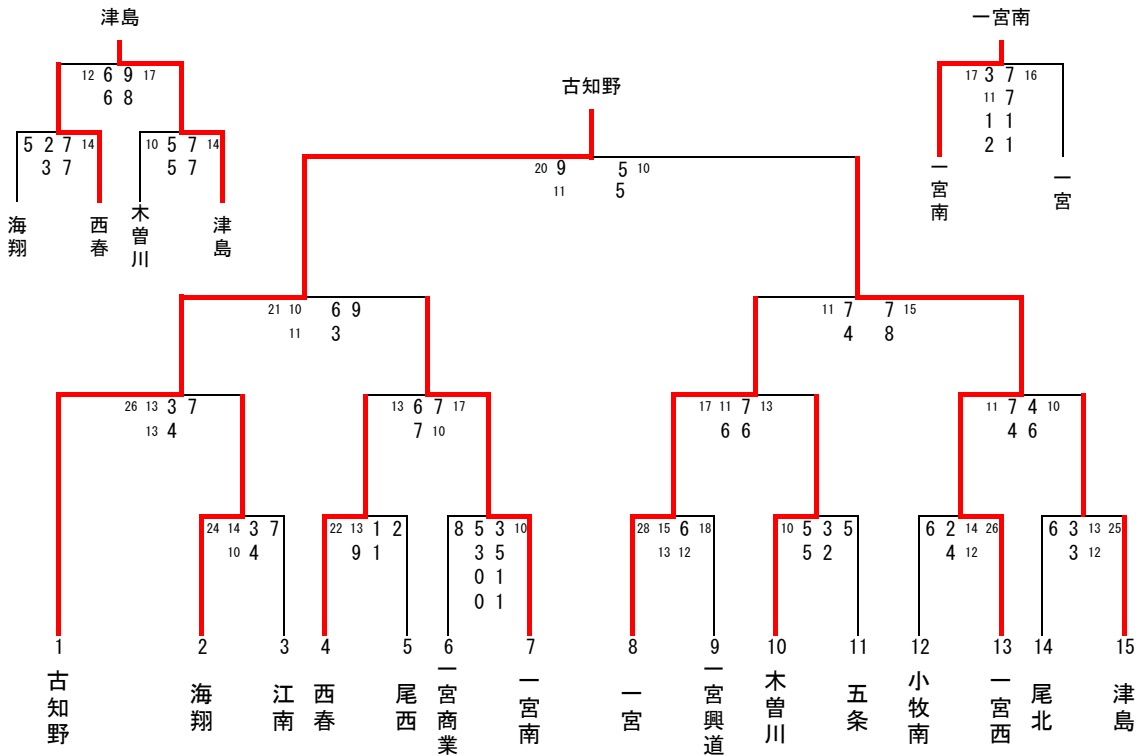 津島
一宮南
12 6 9 17
6 8
古知野
17 3 7 16
11 7
1 1
2 1
5 2 7 14
3 7
10 5 7 14
5 7
20 9 5 10
11 5
海翔
西春
木曽川
津島
一宮南
一宮
21 10 6 9
11 3
11 7 7 15
4 8
26 13 3 7
13 4
13 6 7 17
7 10
17 11 7 13
6 6
11 7 4 10
4 6
24 14 3 7
10 4
22 13 1 2
9 1
8 5 3 10
3 5
0 1
0 1
28 15 6 18
13 12
10 5 3 5
5 2
6 2 14 26
4 12
6 3 13 25
3 12
1 2 3 4 5 6 7 8 9 10 11 12 13 14 15
古知野
海翔
江南
西春
尾西
一宮商業
一宮南
一宮
一宮興道
木曽川
五条
小牧南
一宮西
尾北
津島